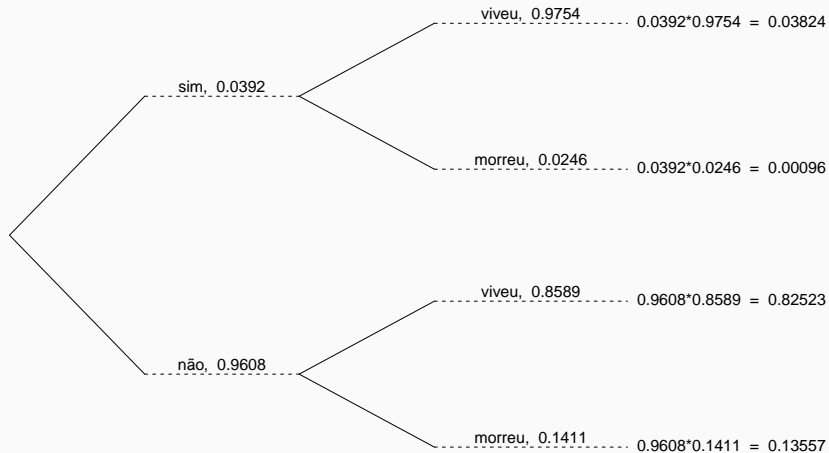 viveu, 0.9754
0.0392*0.9754 = 0.03824
sim, 0.0392
morreu, 0.0246
0.0392*0.0246 = 0.00096
viveu, 0.8589
0.9608*0.8589 = 0.82523
não, 0.9608
morreu, 0.1411
0.9608*0.1411 = 0.13557